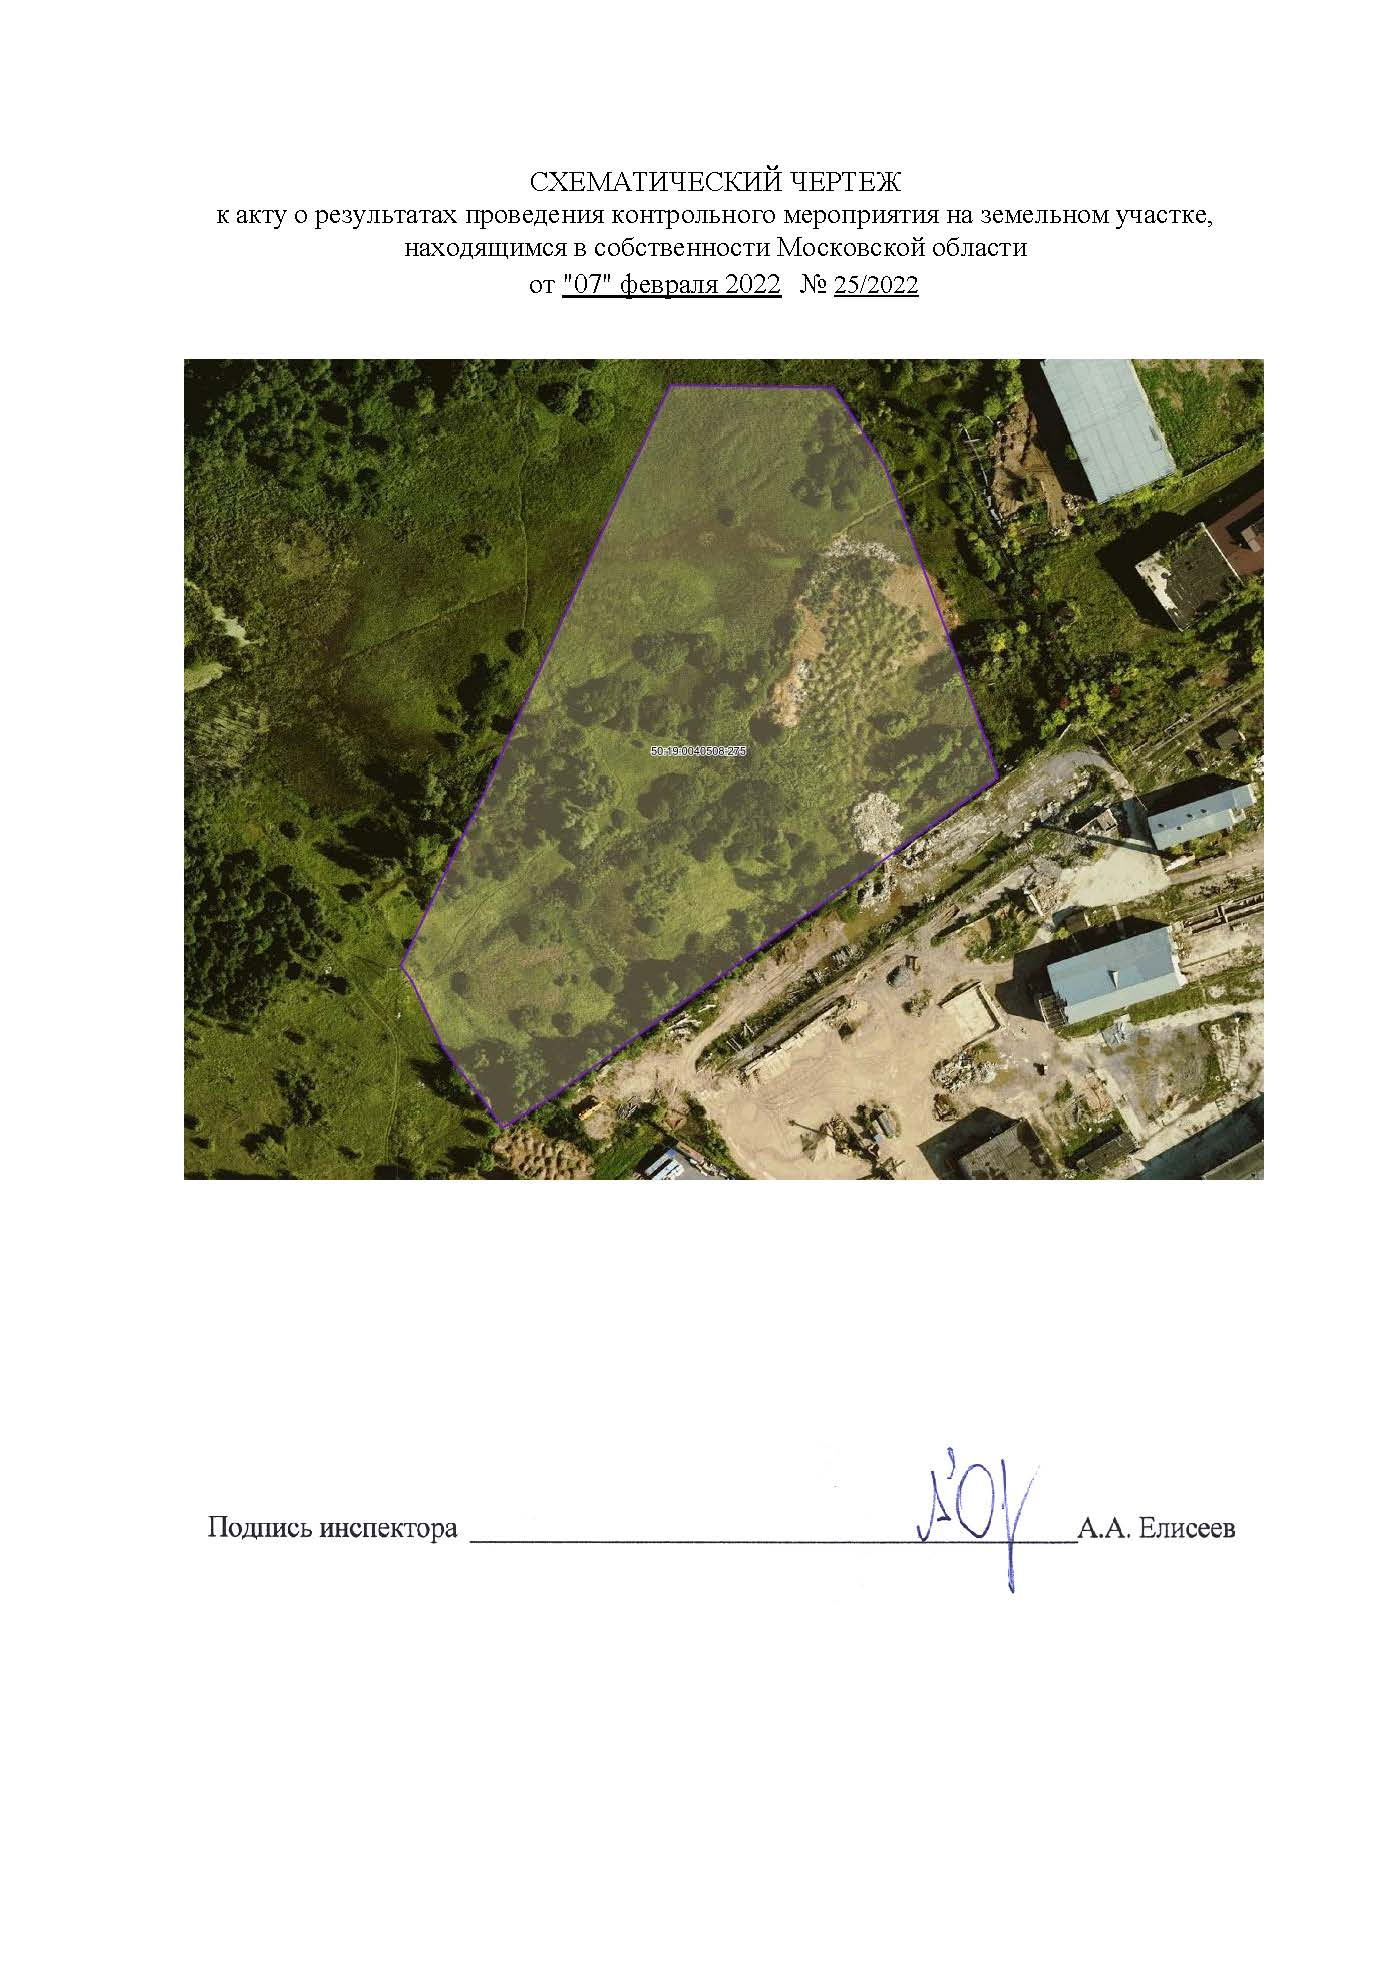 СХЕМАТИЧЕСКИЙ ЧЕРТЕЖ
к акту о результатах проведения контрольного мероприятия на земельном участке,
находящимся в собственности Московской области
от "07" февраля 2022 № 25/2022
50:19:0040508:275
Подпись инспектора А.А. Елисеев